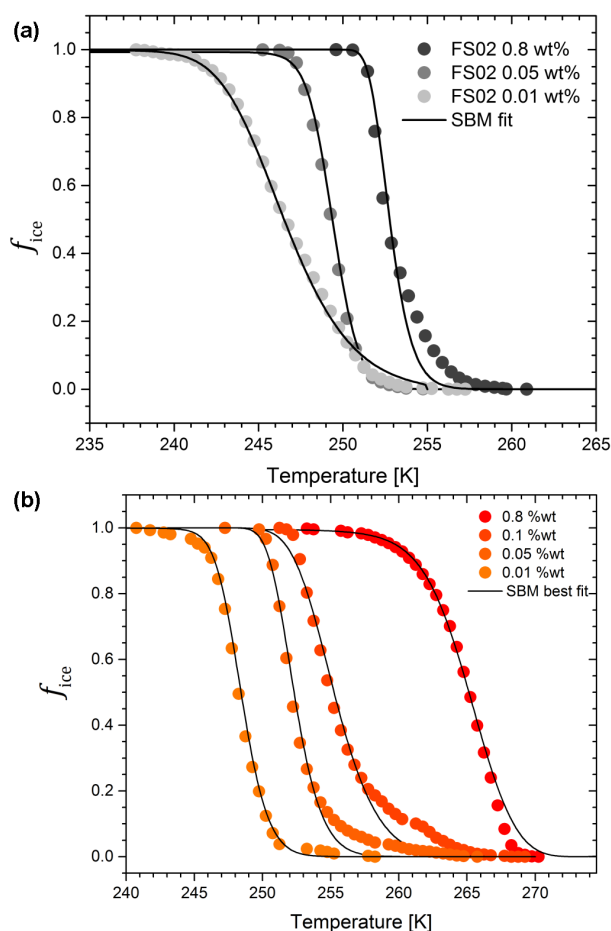 (a)
1.0
0.8
0.6
0.4
0.2
0.0
f_ice
FS02 0.8 wt%
FS02 0.05 wt%
FS02 0.01 wt%
SBM fit
235 240 245 250 255 260 265
Temperature [K]
(b)
1.0
0.8
0.6
0.4
0.2
0.0
f_ice
0.8 %wt
0.1 %wt
0.05 %wt
0.01 %wt
SBM best fit
240 245 250 255 260 265 270
Temperature [K]